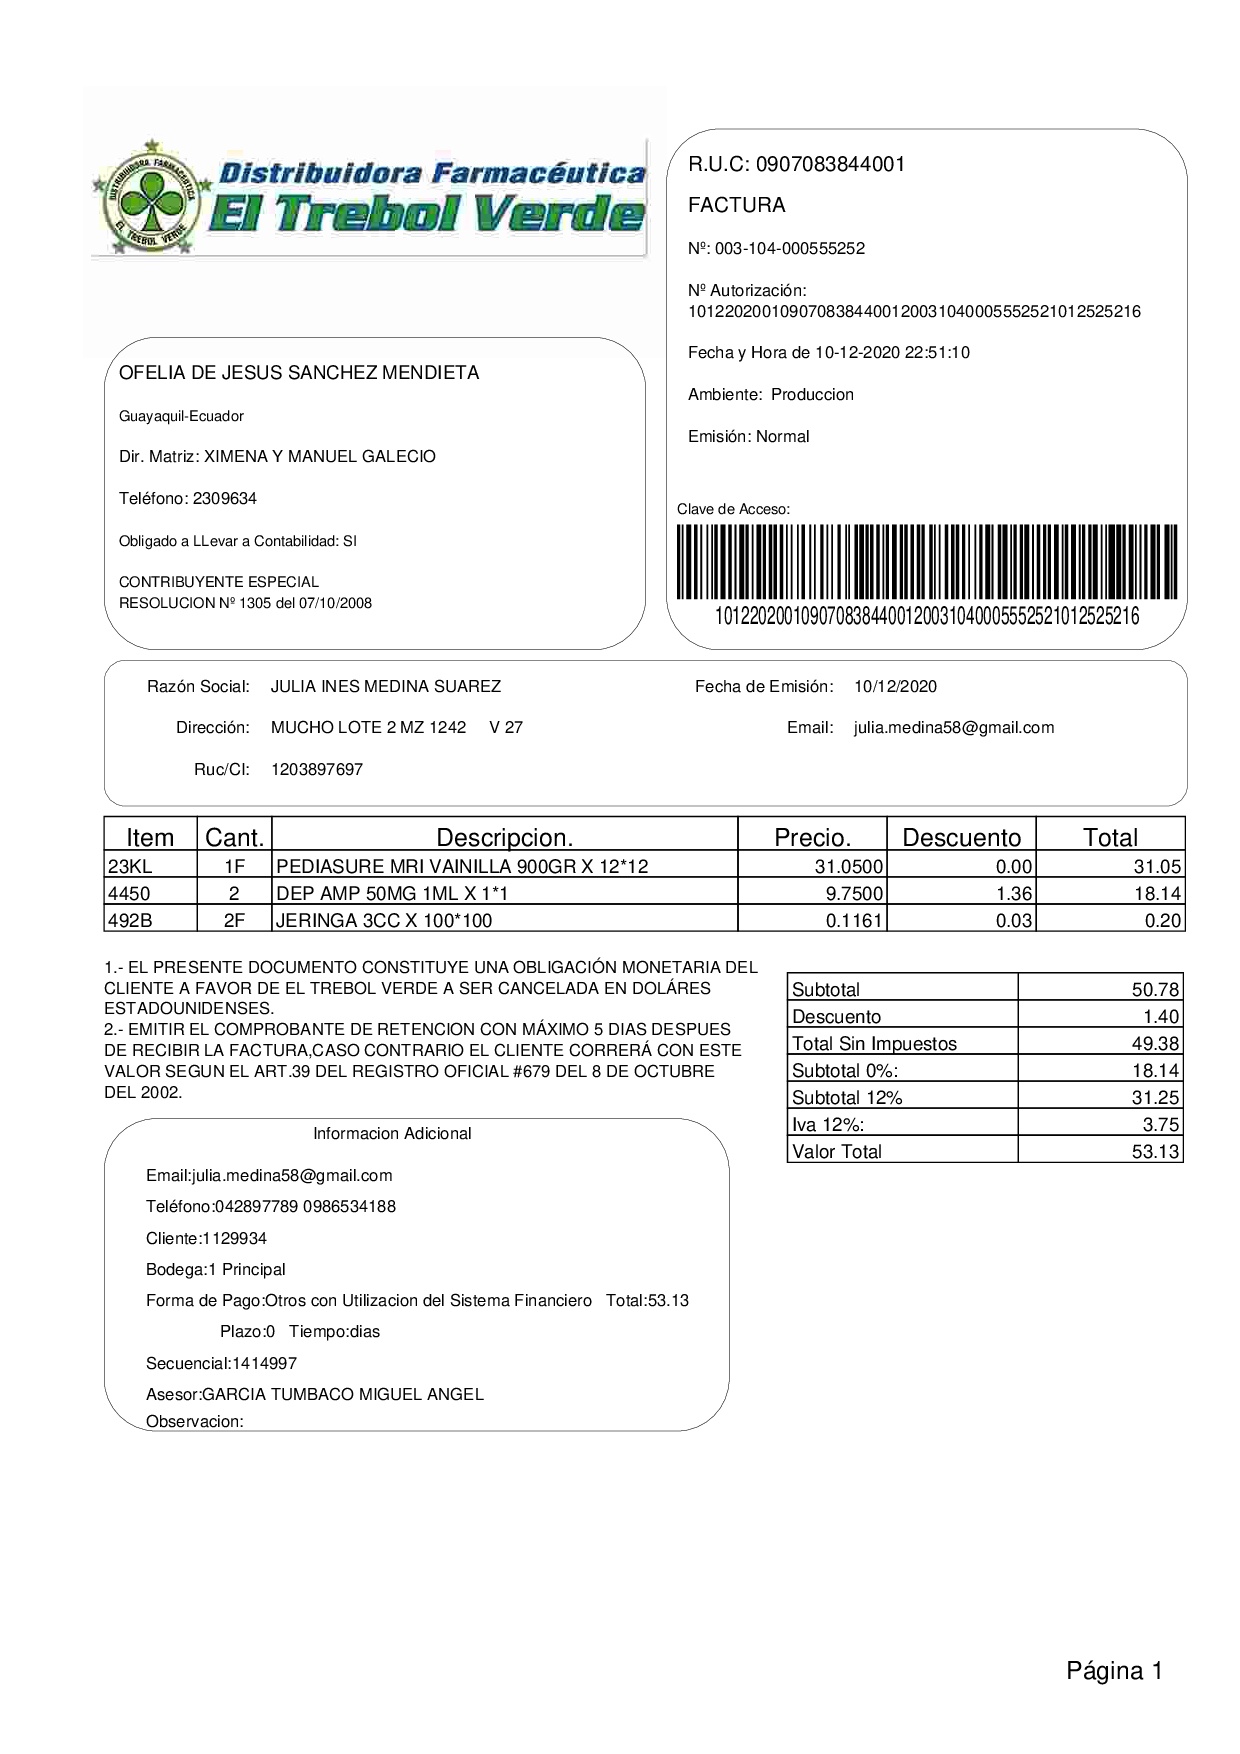 DISTRIBUIDORA FARMACEUTICA
EL TREBOL VERDE
Distribuidora Farmacéutica
El Trebol Verde
R.U.C: 0907083844001
FACTURA
Nº: 003-104-000555252
Nº Autorización:
1012202001090708384400120031040005552521012525216
Fecha y Hora de 10-12-2020 22:51:10
Ambiente: Produccion
Emisión: Normal
Clave de Acceso:
1012202001090708384400120031040005552521012525216
OFELIA DE JESUS SANCHEZ MENDIETA
Guayaquil-Ecuador
Dir. Matriz: XIMENA Y MANUEL GALECIO
Teléfono: 2309634
Obligado a LLevar a Contabilidad: SI
CONTRIBUYENTE ESPECIAL
RESOLUCION Nº 1305 del 07/10/2008
Razón Social: JULIA INES MEDINA SUAREZ Fecha de Emisión: 10/12/2020
Dirección: MUCHO LOTE 2 MZ 1242 V 27 Email: julia.medina58@gmail.com
Ruc/CI: 1203897697
Item Cant. Descripcion. Precio. Descuento Total
23KL 1F PEDIASURE MRI VAINILLA 900GR X 12*12 31.0500 0.00 31.05
4450 2 DEP AMP 50MG 1ML X 1*1 9.7500 1.36 18.14
492B 2F JERINGA 3CC X 100*100 0.1161 0.03 0.20
1.- EL PRESENTE DOCUMENTO CONSTITUYE UNA OBLIGACIÓN MONETARIA DEL
CLIENTE A FAVOR DE EL TREBOL VERDE A SER CANCELADA EN DOLÁRES
ESTADOUNIDENSES.
2.- EMITIR EL COMPROBANTE DE RETENCION CON MÁXIMO 5 DIAS DESPUES
DE RECIBIR LA FACTURA,CASO CONTRARIO EL CLIENTE CORRERÁ CON ESTE
VALOR SEGUN EL ART.39 DEL REGISTRO OFICIAL #679 DEL 8 DE OCTUBRE
DEL 2002.
Subtotal 50.78
Descuento 1.40
Total Sin Impuestos 49.38
Subtotal 0%: 18.14
Subtotal 12% 31.25
Iva 12%: 3.75
Valor Total 53.13
Informacion Adicional
Email:julia.medina58@gmail.com
Teléfono:042897789 0986534188
Cliente:1129934
Bodega:1 Principal
Forma de Pago:Otros con Utilizacion del Sistema Financiero Total:53.13
Plazo:0 Tiempo:dias
Secuencial:1414997
Asesor:GARCIA TUMBACO MIGUEL ANGEL
Observacion:
Página 1